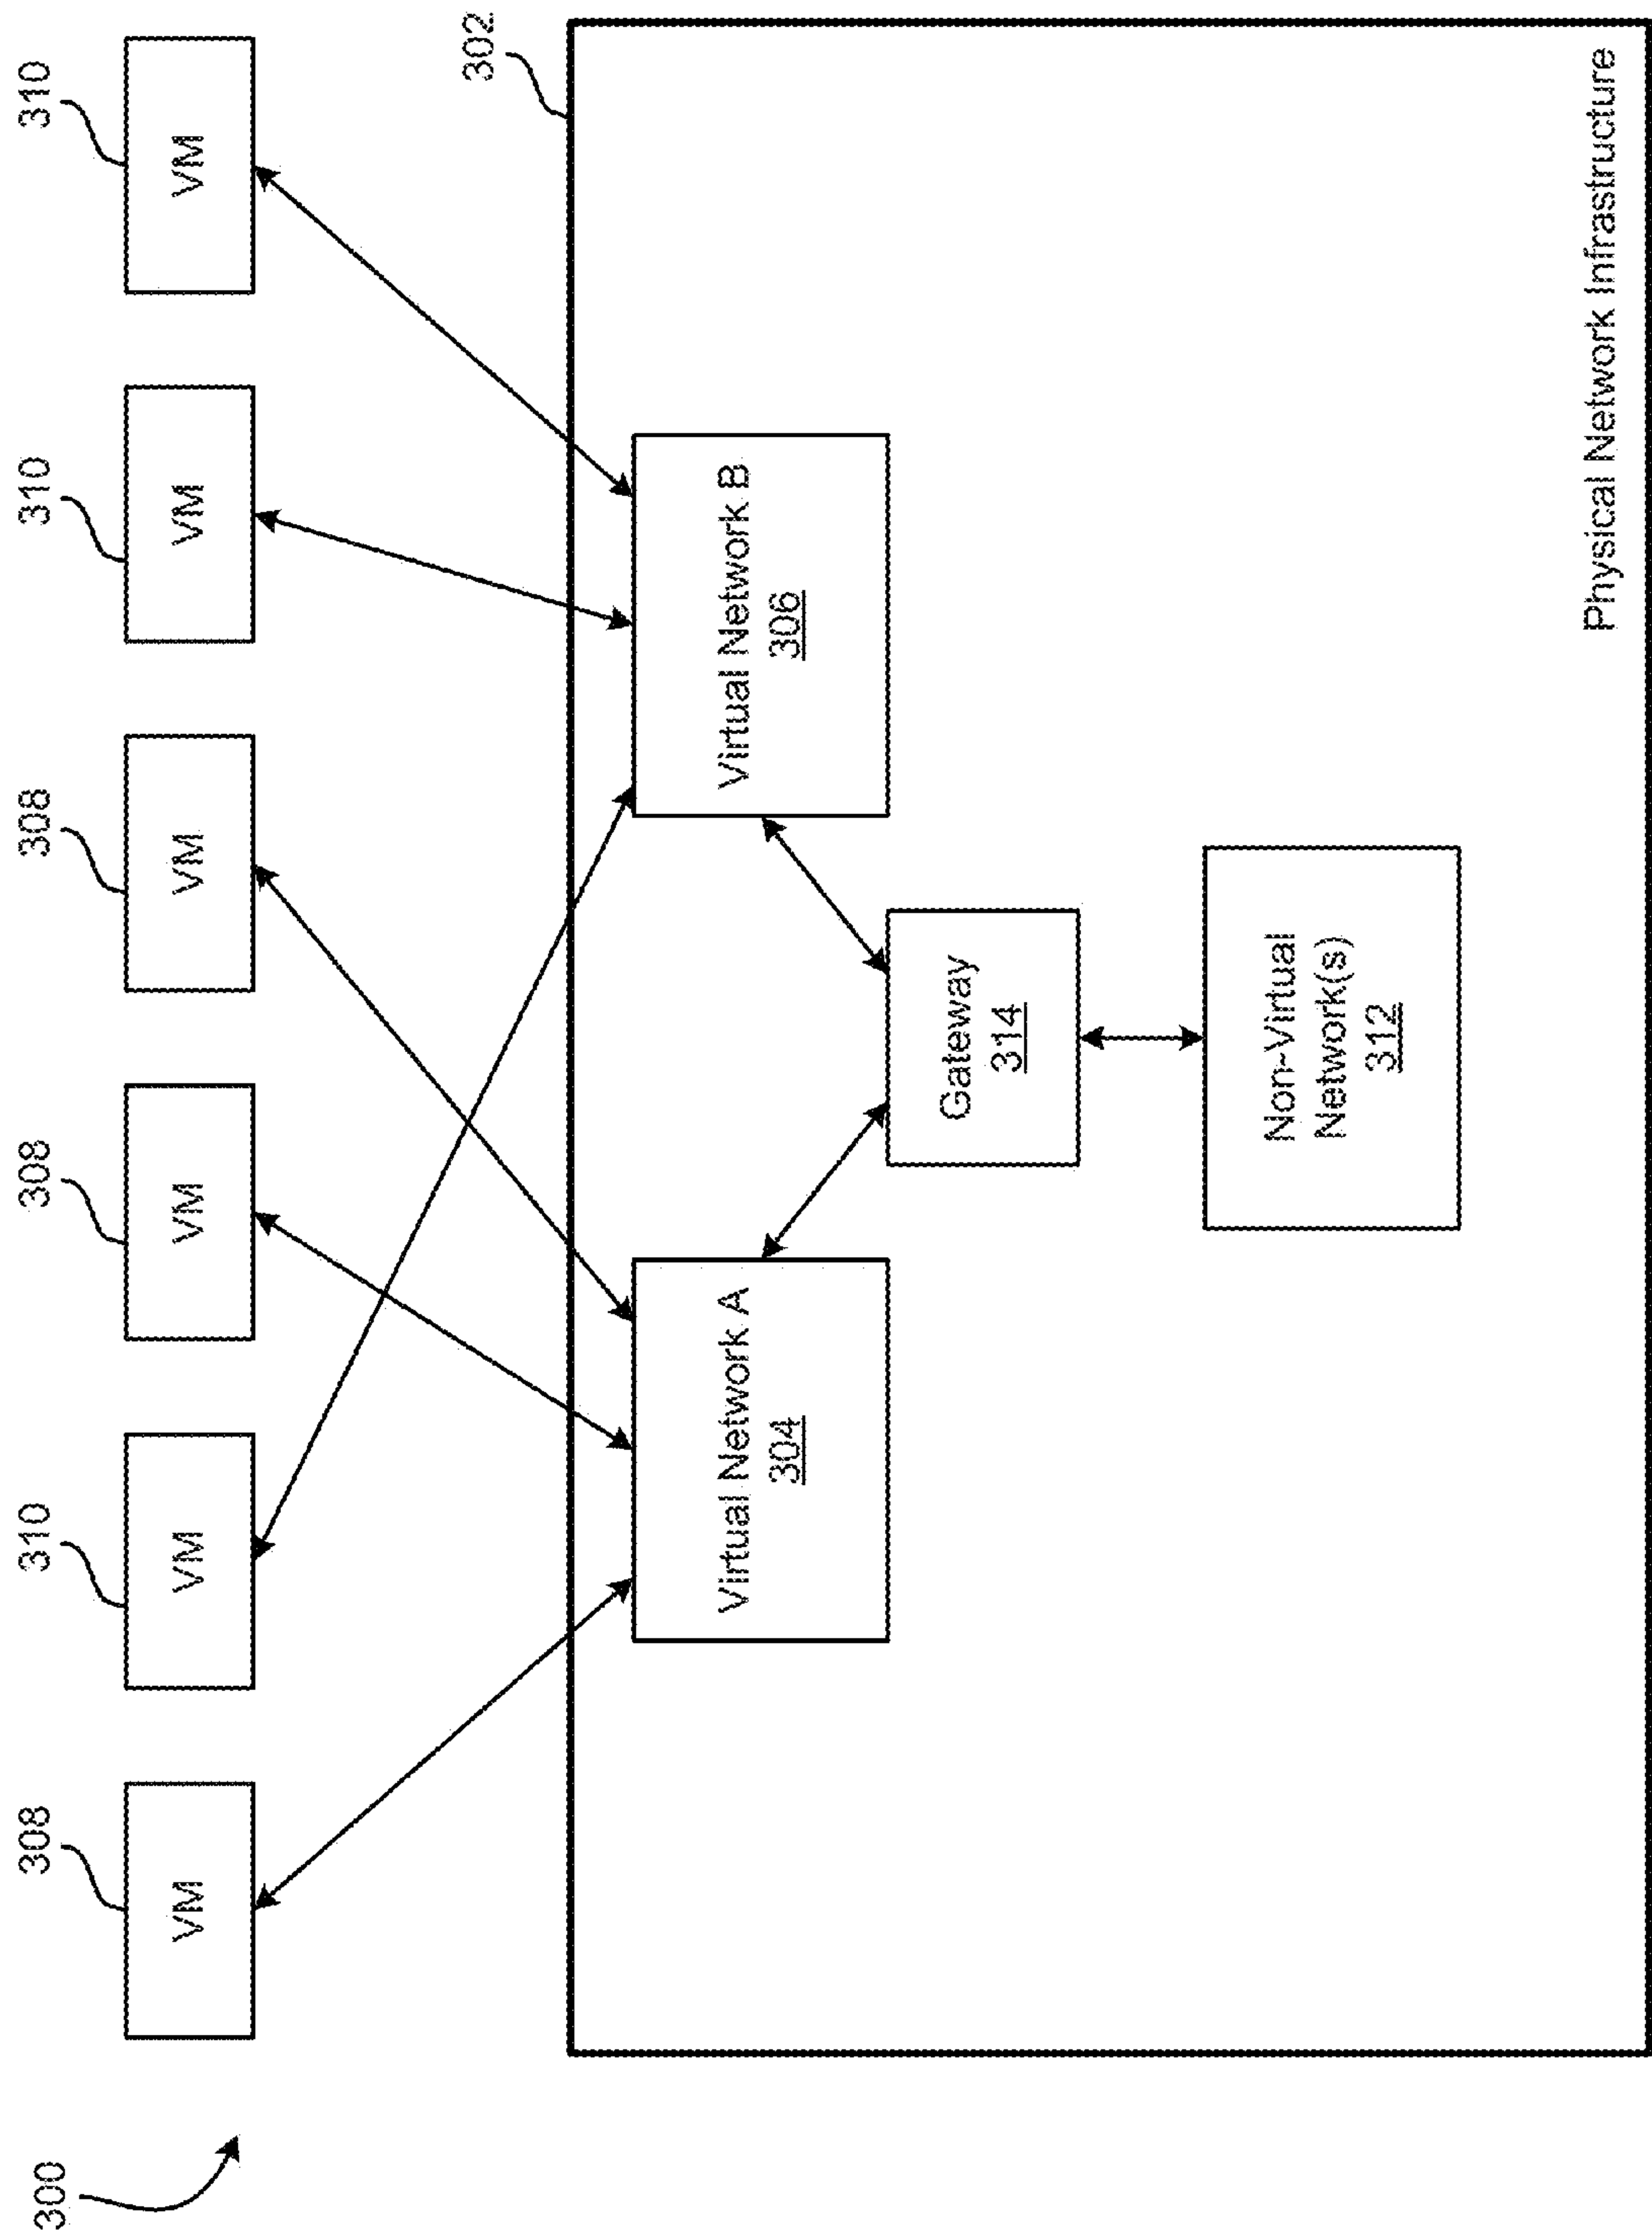 300
308
310
308
308
310
310
VM
VM
VM
VM
VM
VM
302
Virtual Network A
304
Virtual Network B
306
Gateway
314
Non-Virtual
Network(s)
312
Physical Network Infrastructure